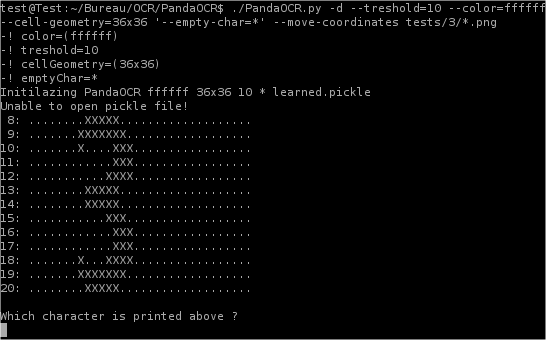 test@Test:~/Bureau/OCR/PandaOCR$ ./PandaOCR.py -d --treshold=10 --color=ffffff
--cell-geometry=36x36 '--empty-char=*' --move-coordinates tests/3/*.png
-! color=(ffffff)
-! treshold=10
-! cellGeometry=(36x36)
-! emptyChar=*
Initilazing PandaOCR ffffff 36x36 10 * learned.pickle
Unable to open pickle file!
 8: ........XXXXX...................
 9: .......XXXXXXX..................
10: .......X....XXX.................
11: ............XXX.................
12: ...........XXX..................
13: ........XXXXX...................
14: ........XXXXX...................
15: ...........XXX..................
16: ............XXX.................
17: ............XXX.................
18: .......X...XXX..................
19: .......XXXXXXX..................
20: ........XXXXX...................
Which character is printed above ?